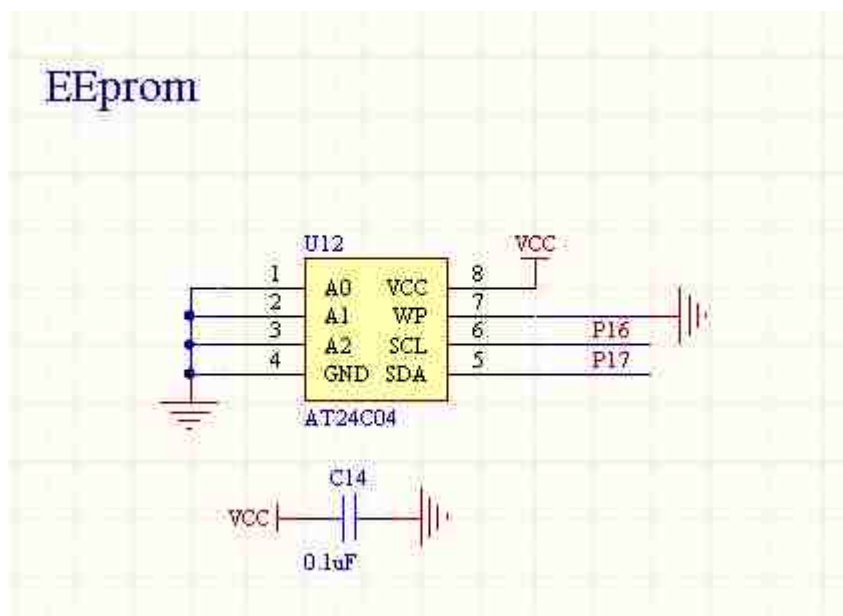 EEprom
U12
VCC
1 A0 VCC 8
2 A1 WP 7
3 A2 SCL 6 P16
4 GND SDA 5 P17
AT24C04
C14
VCC
0.1uF